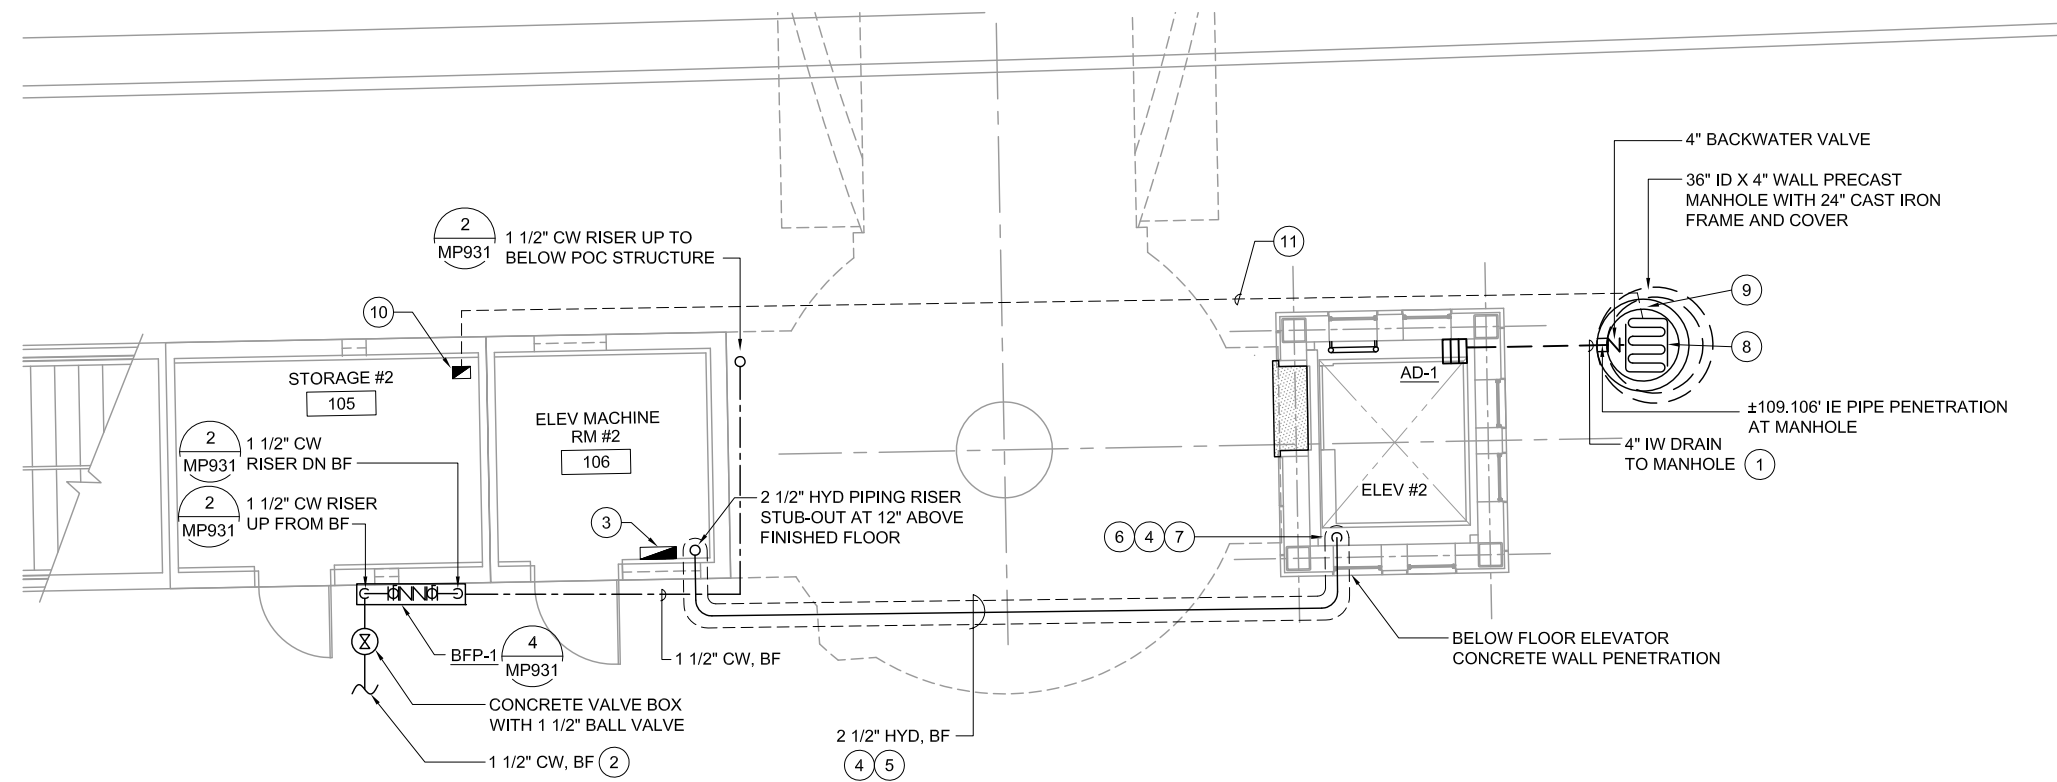 4" BACKWATER VALVE
36" ID X 4" WALL PRECAST
MANHOLE WITH 24" CAST IRON
FRAME AND COVER
2
MP931
1 1/2" CW RISER UP TO
BELOW POC STRUCTURE
11
9
10
8
STORAGE #2
105
AD-1
ELEV MACHINE
RM #2
106
±109.106' IE PIPE PENETRATION
AT MANHOLE
2
MP931
1 1/2" CW
RISER DN BF
4" IW DRAIN
TO MANHOLE
1
2
MP931
1 1/2" CW RISER
UP FROM BF
ELEV #2
3
2 1/2" HYD PIPING RISER
STUB-OUT AT 12" ABOVE
FINISHED FLOOR
6
4
7
BFP-1
4
MP931
1 1/2" CW, BF
BELOW FLOOR ELEVATOR
CONCRETE WALL PENETRATION
CONCRETE VALVE BOX
WITH 1 1/2" BALL VALVE
2 1/2" HYD, BF
4
5
1 1/2" CW, BF
2